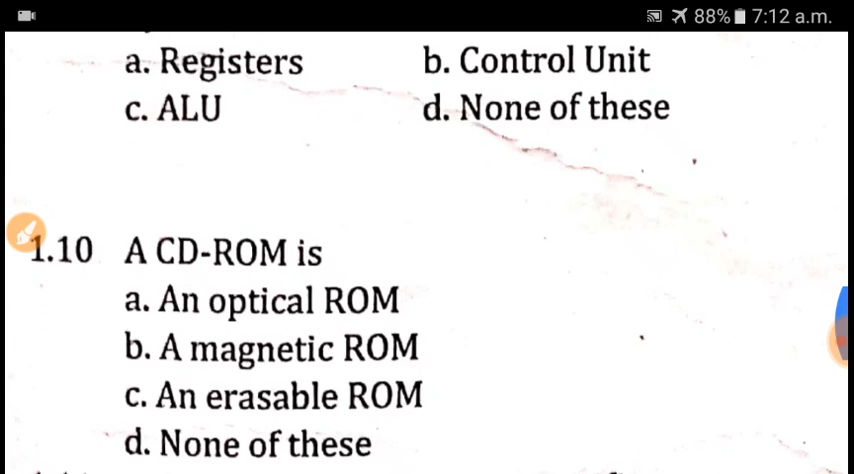 88% 7:12 a.m.
a. Registers b. Control Unit
c. ALU d. None of these
1.10 A CD-ROM is
a. An optical ROM
b. A magnetic ROM
c. An erasable ROM
d. None of these